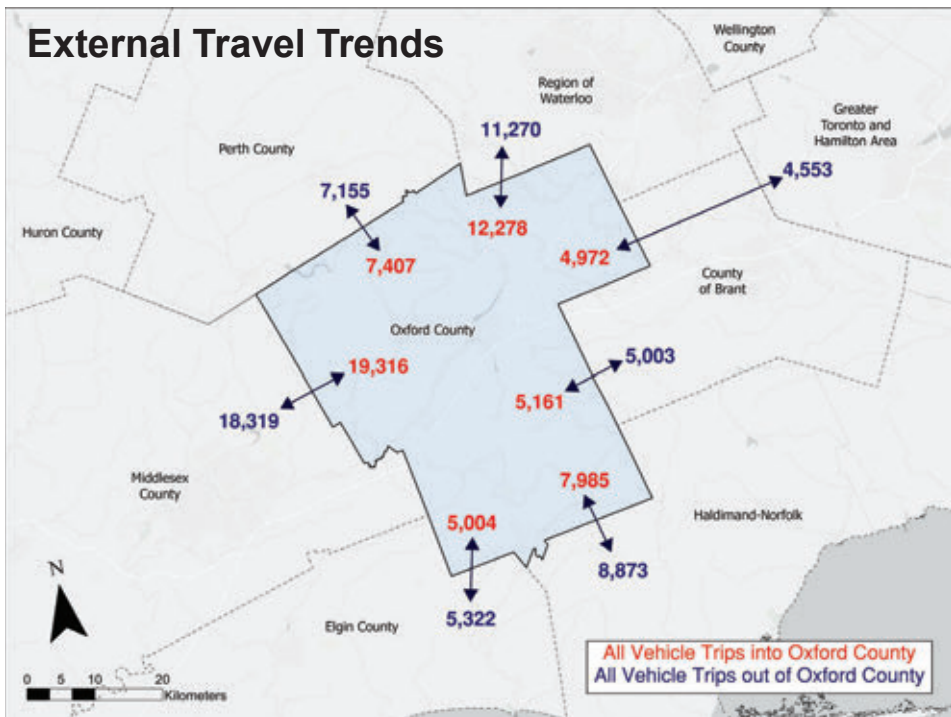 External Travel Trends
Wellington
County
Region of
Waterloo
Greater
Toronto and
Hamilton Area
11,270
Perth County
4,553
7,155
12,278
Huron County
7,407
4,972
County
of Brant
Oxford County
5,003
19,316
5,161
18,319
Middlesex
County
7,985
Haldimand-Norfolk
5,004
8,873
N
5,322
Elgin County
All Vehicle Trips into Oxford County
All Vehicle Trips out of Oxford County
0 5 10 20
Kilometers